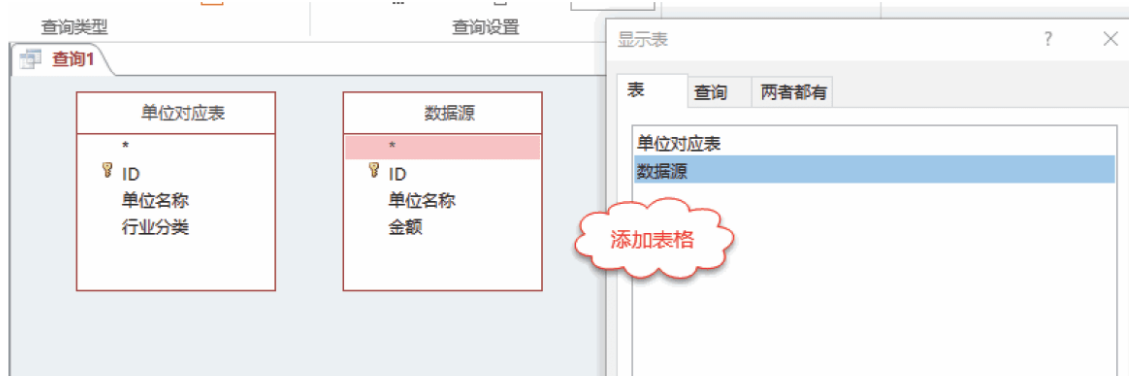 查询类型
查询设置
查询1
单位对应表
*
ID
单位名称
行业分类
数据源
*
ID
单位名称
金额
显示表
?
表
查询
两者都有
单位对应表
数据源
添加表格